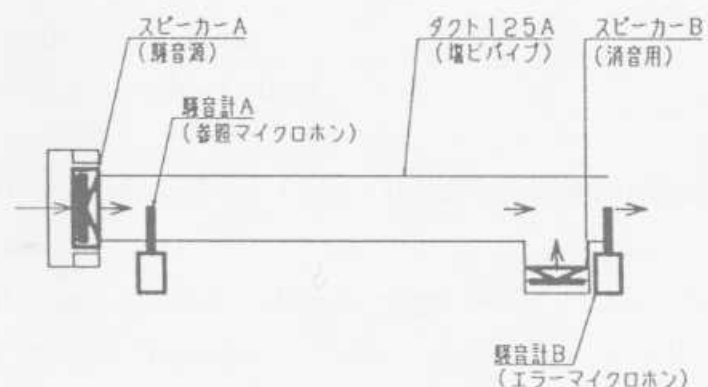 スピーカーA
(騒音源)
ダクト125A
(塩ビパイプ)
スピーカーB
(消音用)
騒音計A
(参照マイクロホン)
騒音計B
(エラーマイクロホン)